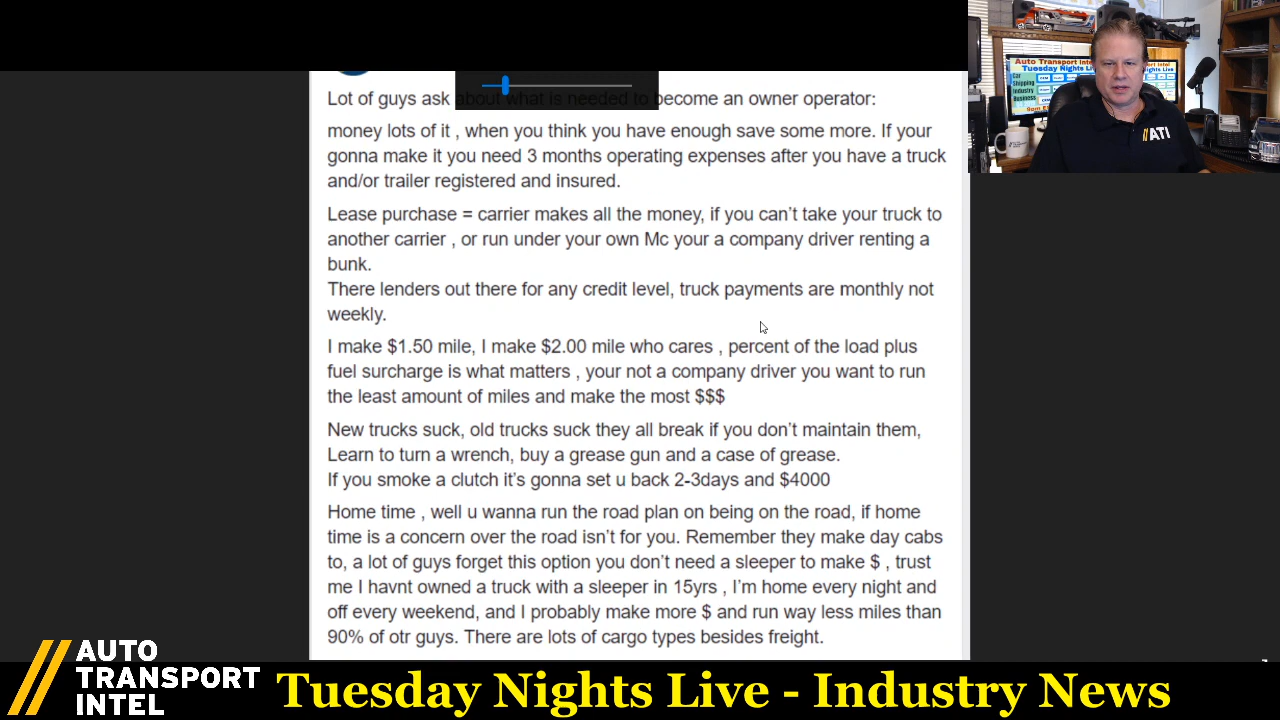 Auto Transport Intel
Tuesday Nights Li
Car
Shipping
Industry
Business
ATI
Lot of guys ask about what is needed to become an owner operator:
money lots of it , when you think you have enough save some more. If your
gonna make it you need 3 months operating expenses after you have a truck
and/or trailer registered and insured.
Lease purchase = carrier makes all the money, if you can’t take your truck to
another carrier , or run under your own Mc your a company driver renting a
bunk.
There lenders out there for any credit level, truck payments are monthly not
weekly.
I make $1.50 mile, I make $2.00 mile who cares , percent of the load plus
fuel surcharge is what matters , your not a company driver you want to run
the least amount of miles and make the most $$$
New trucks suck, old trucks suck they all break if you don’t maintain them,
Learn to turn a wrench, buy a grease gun and a case of grease.
If you smoke a clutch it’s gonna set u back 2-3days and $4000
Home time , well u wanna run the road plan on being on the road, if home
time is a concern over the road isn’t for you. Remember they make day cabs
to, a lot of guys forget this option you don’t need a sleeper to make $ , trust
me I havnt owned a truck with a sleeper in 15yrs , I’m home every night and
off every weekend, and I probably make more $ and run way less miles than
90% of otr guys. There are lots of cargo types besides freight.
AUTO
TRANSPORT
INTEL
Tuesday Nights Live - Industry News